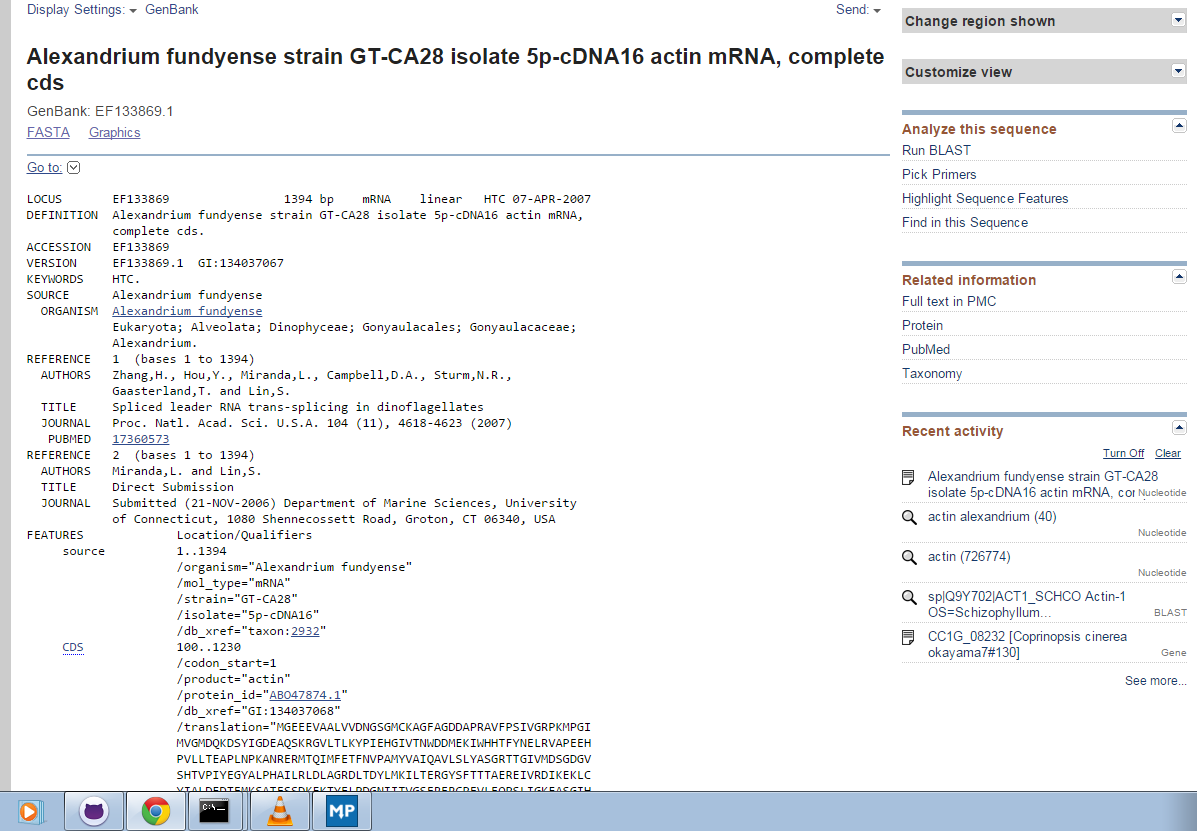 Display Settings: GenBank
Send:
Alexandrium fundyense strain GT-CA28 isolate 5p-cDNA16 actin mRNA, complete
cds
GenBank: EF133869.1
FASTA Graphics
Go to:
LOCUS EF133869 1394 bp mRNA linear HTC 07-APR-2007
DEFINITION Alexandrium fundyense strain GT-CA28 isolate 5p-cDNA16 actin mRNA,
complete cds.
ACCESSION EF133869
VERSION EF133869.1 GI:134037067
KEYWORDS HTC.
SOURCE Alexandrium fundyense
ORGANISM Alexandrium fundyense
Eukaryota; Alveolata; Dinophyceae; Gonyaulacales; Gonyaulacaceae;
Alexandrium.
REFERENCE 1 (bases 1 to 1394)
AUTHORS Zhang,H., Hou,Y., Miranda,L., Campbell,D.A., Sturm,N.R.,
Gaasterland,T. and Lin,S.
TITLE Spliced leader RNA trans-splicing in dinoflagellates
JOURNAL Proc. Natl. Acad. Sci. U.S.A. 104 (11), 4618-4623 (2007)
PUBMED 17360573
REFERENCE 2 (bases 1 to 1394)
AUTHORS Miranda,L. and Lin,S.
TITLE Direct Submission
JOURNAL Submitted (21-NOV-2006) Department of Marine Sciences, University
of Connecticut, 1080 Shennecossett Road, Groton, CT 06340, USA
FEATURES Location/Qualifiers
source 1..1394
/organism="Alexandrium fundyense"
/mol_type="mRNA"
/strain="GT-CA28"
/isolate="5p-cDNA16"
/db_xref="taxon:2932"
CDS 100..1230
/codon_start=1
/product="actin"
/protein_id="ABO47874.1"
/db_xref="GI:134037068"
/translation="MGEEEVAALVVDNGSGMCKAGFAGDDAPRAVFPSIVGRPKMPGI
MVGMDQKDSYIGDEAQSKRGVLTLKYPIEHGIVTNWDDMEKIWHHTFYNELRVAPEEH
PVLLTEAPLNPKANRERMTQIMFETFNVPAMYVAIQAVLSLYASGRTTGIVMDSGDGV
SHTVPIYEGYALPHAILRLDLAGRDLTDYLMKILTERGYSFTTTAEREIVRDIKEKLC
Change region shown
Customize view
Analyze this sequence
Run BLAST
Pick Primers
Highlight Sequence Features
Find in this Sequence
Related information
Full text in PMC
Protein
PubMed
Taxonomy
Recent activity
Turn Off Clear
Alexandrium fundyense strain GT-CA28
isolate 5p-cDNA16 actin mRNA, cor Nucleotide
actin alexandrium (40)
Nucleotide
actin (726774)
Nucleotide
sp|Q9Y702|ACT1_SCHCO Actin-1
OS=Schizophyllum...
BLAST
CC1G_08232 [Coprinopsis cinerea
okayama7#130]
Gene
See more...
C:\
MP